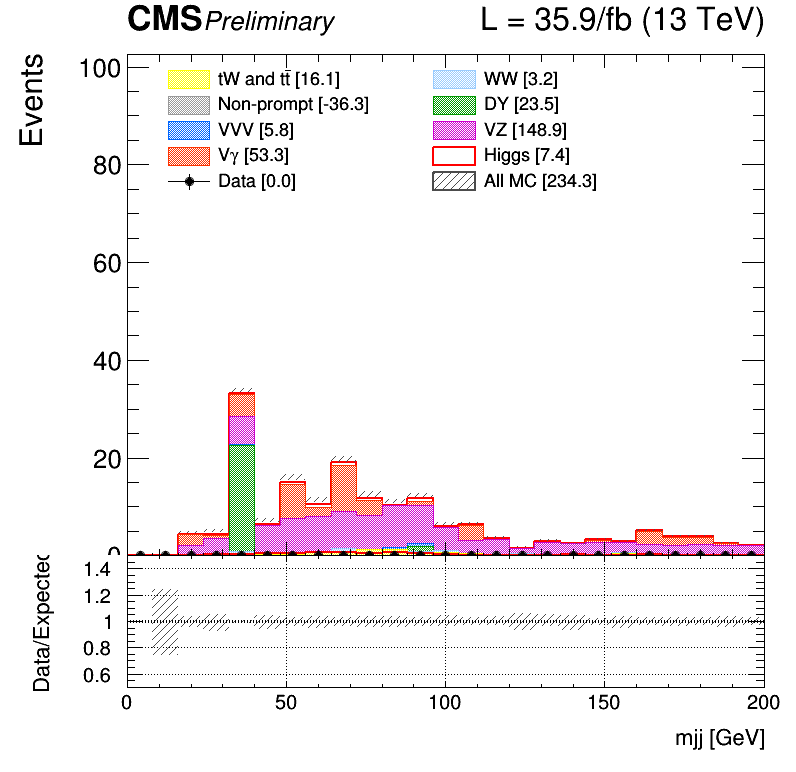 CMS Preliminary L = 35.9/fb (13 TeV)
Events
100
80
60
40
20
0
tW and tt̄ [16.1] WW [3.2]
Non-prompt [-36.3] DY [23.5]
VVV [5.8] VZ [148.9]
Vγ [53.3] Higgs [7.4]
Data [0.0] All MC [234.3]
Data/Expected
1.4
1.2
1
0.8
0.6
0 50 100 150 200
mjj [GeV]